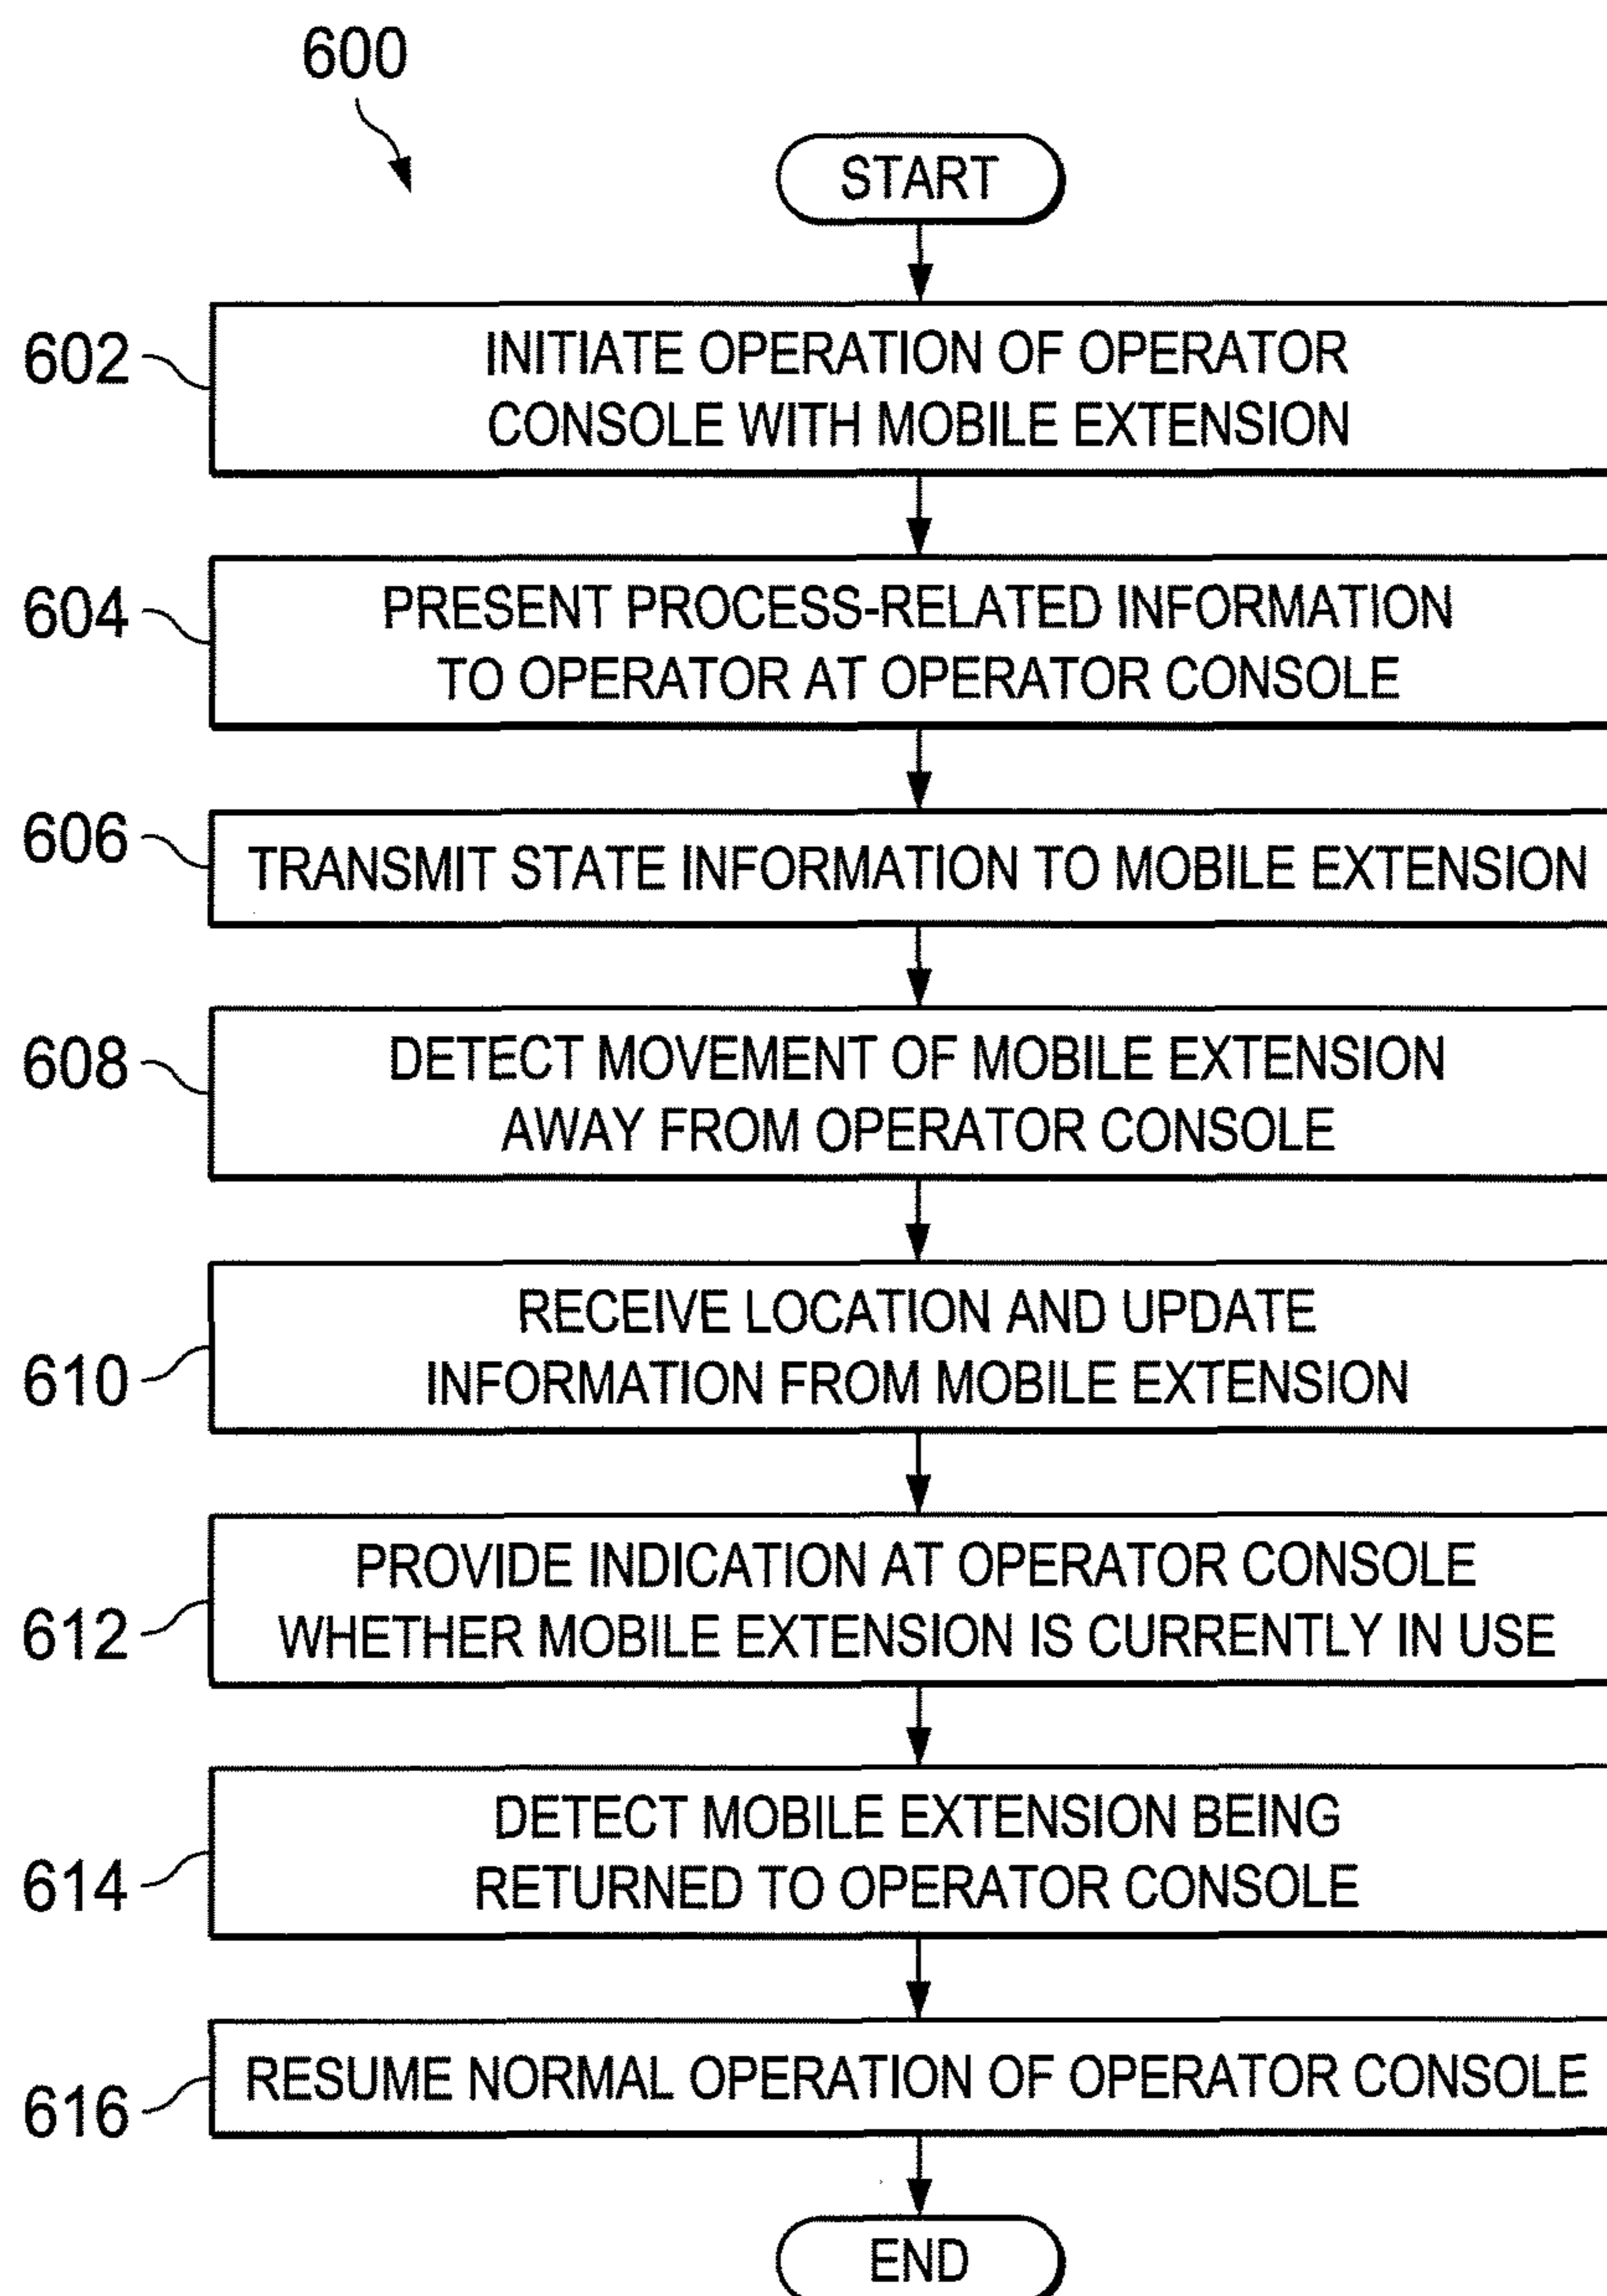 600
START
602
INITIATE OPERATION OF OPERATOR
CONSOLE WITH MOBILE EXTENSION
604
PRESENT PROCESS-RELATED INFORMATION
TO OPERATOR AT OPERATOR CONSOLE
606
TRANSMIT STATE INFORMATION TO MOBILE EXTENSION
608
DETECT MOVEMENT OF MOBILE EXTENSION
AWAY FROM OPERATOR CONSOLE
610
RECEIVE LOCATION AND UPDATE
INFORMATION FROM MOBILE EXTENSION
612
PROVIDE INDICATION AT OPERATOR CONSOLE
WHETHER MOBILE EXTENSION IS CURRENTLY IN USE
614
DETECT MOBILE EXTENSION BEING
RETURNED TO OPERATOR CONSOLE
616
RESUME NORMAL OPERATION OF OPERATOR CONSOLE
END